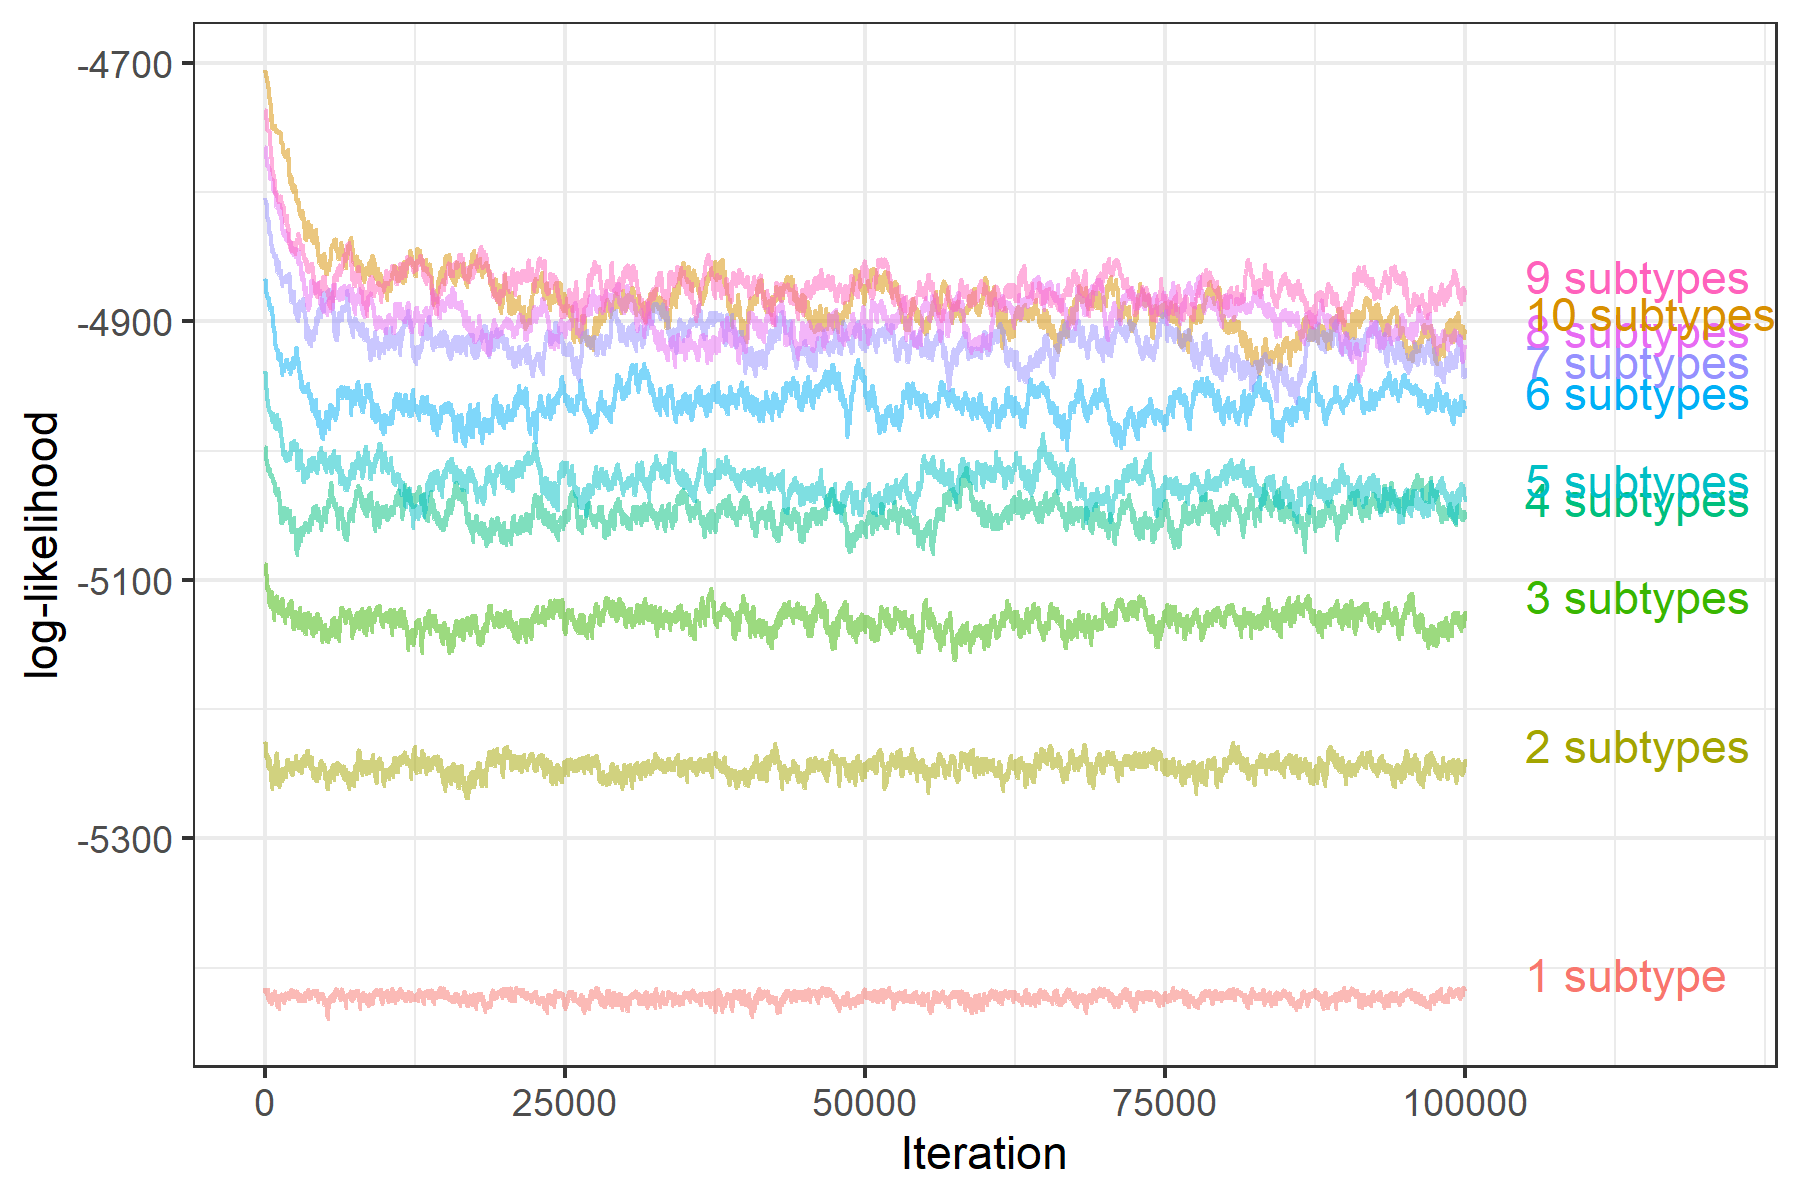 -4700
-4900
-5100
-5300
log-likelihood
9 subtypes
10 subtypes
8 subtypes
7 subtypes
6 subtypes
5 subtypes
4 subtypes
3 subtypes
2 subtypes
1 subtype
0 25000 50000 75000 100000
Iteration